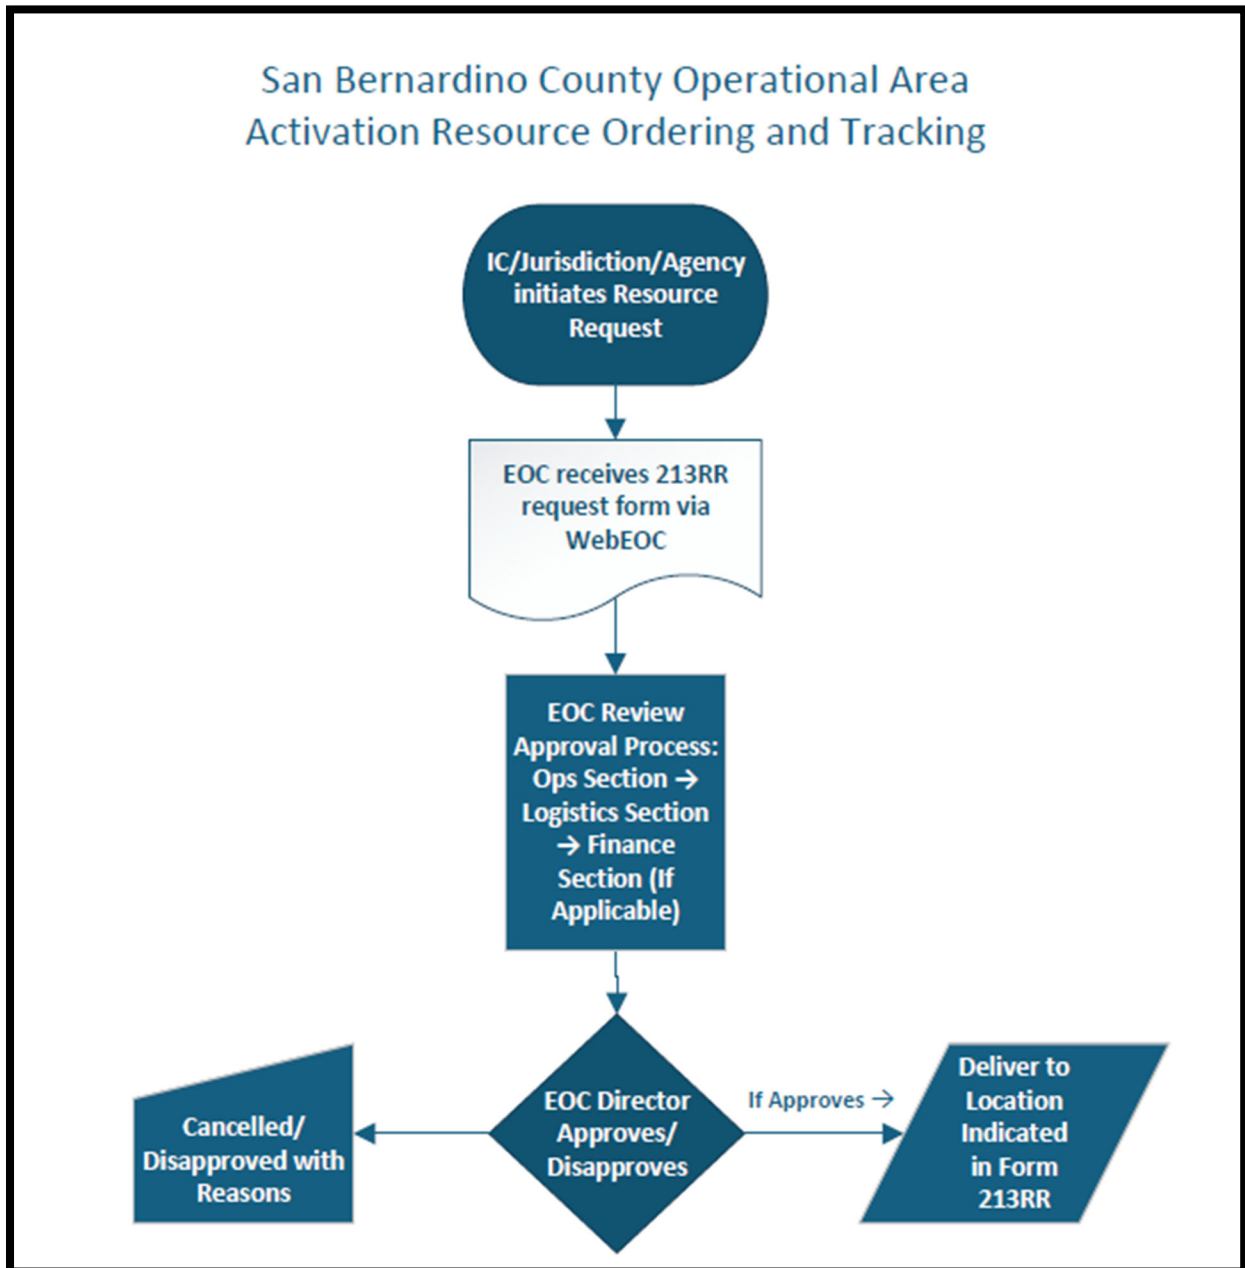 San Bernardino County Operational Area
Activation Resource Ordering and Tracking
IC/Jurisdiction/Agency
initiates Resource
Request
EOC receives 213RR
request form via
WebEOC
EOC Review
Approval Process:
Ops Section →
Logistics Section
→ Finance
Section (If
Applicable)
EOC Director
Approves/
Disapproves
If Approves →
Cancelled/
Disapproved with
Reasons
Deliver to
Location
Indicated
in Form
213RR